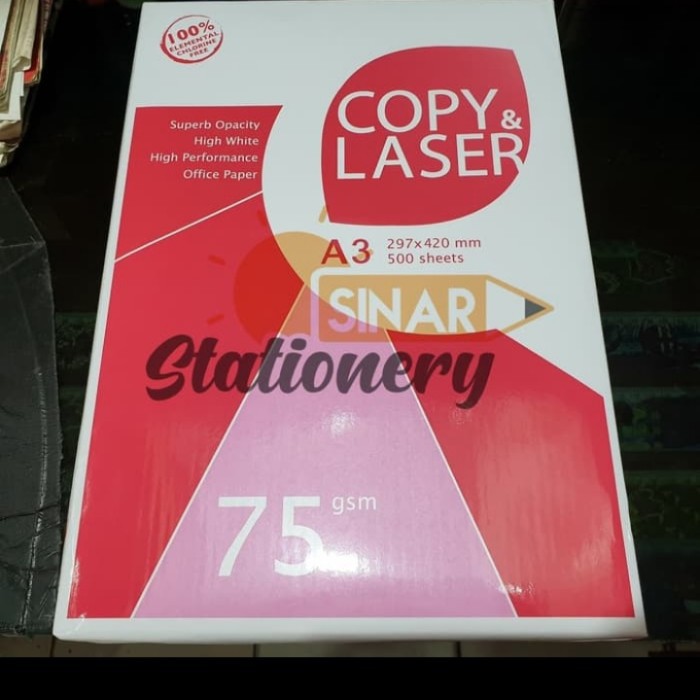 100%
ELEMENTAL
CHLORINE
FREE
Superb Opacity
High White
High Performance
Office Paper
COPY &
LASER
A3
297x420 mm
500 sheets
SINAR
Stationery
75 gsm